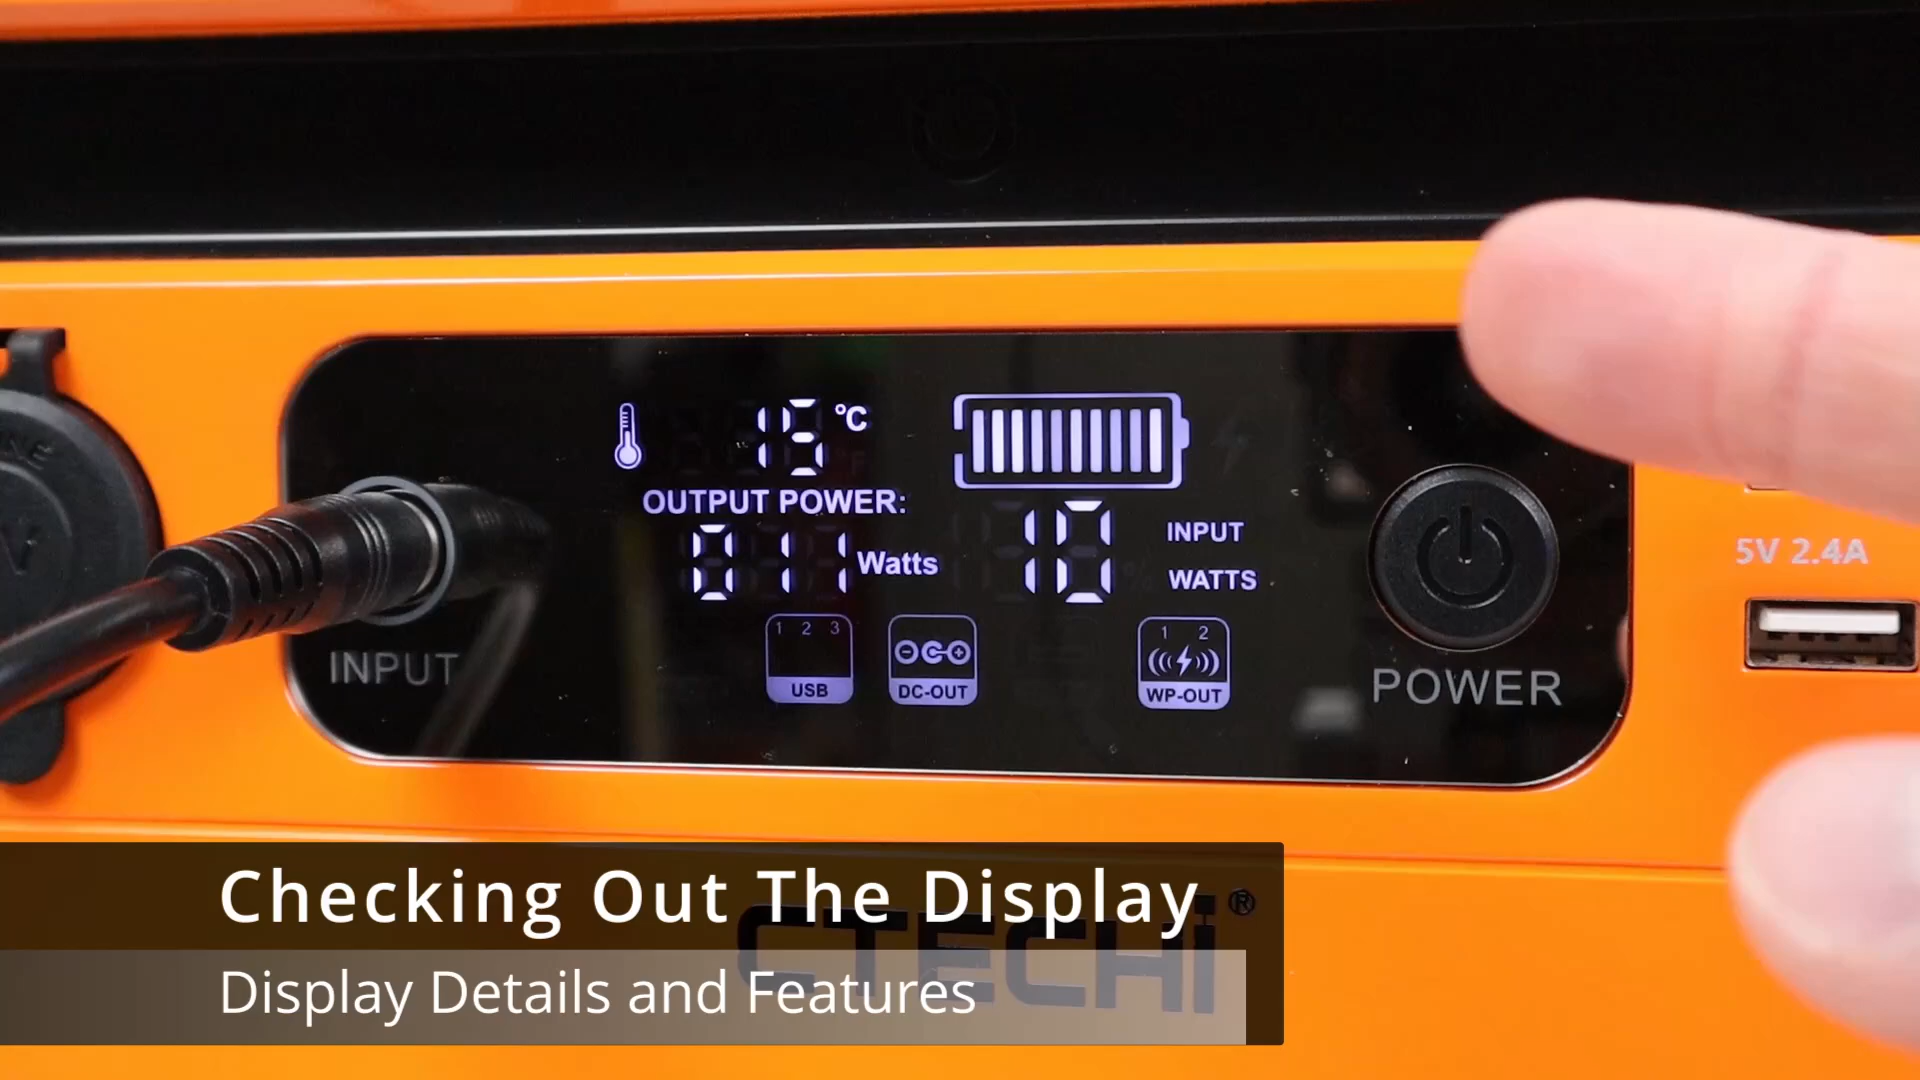 15 °C
OUTPUT POWER:
011 Watts
10 INPUT WATTS
1 2 3
USB
DC-OUT
1 2
WP-OUT
INPUT
POWER
5V 2.4A
Checking Out The Display
CTECHi®
Display Details and Features